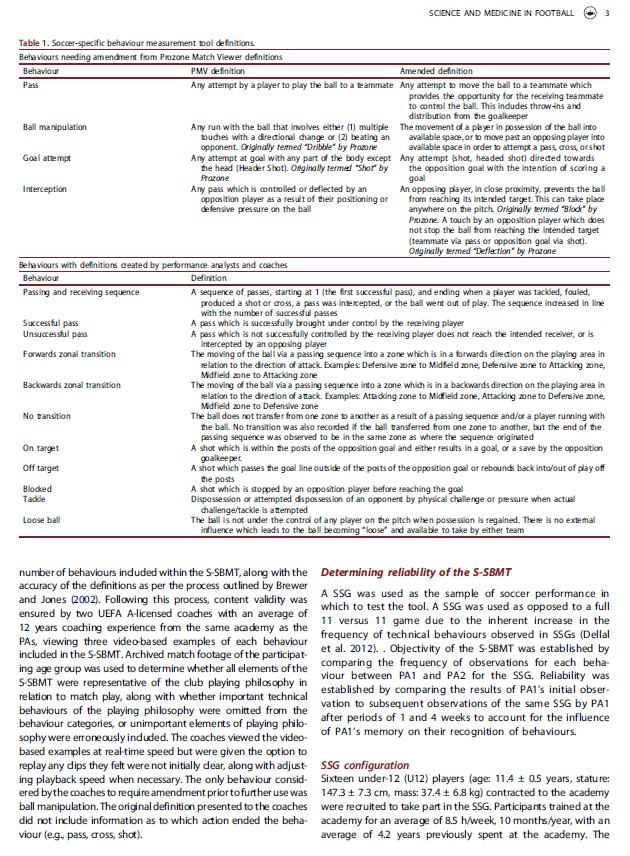 SCIENCE AND MEDICINE IN FOOTBALL 3
Table 1. Soccer-specific behaviour measurement tool definitions.
Behaviours needing amendment from Prozone Match Viewer definitions
Behaviour PMV definition Amended definition
Pass Any attempt by a player to play the ball to a teammate Any attempt to move the ball to a teammate which
provides the opportunity for the receiving teammate
to control the ball. This includes throw-ins and
distribution from the goalkeeper
Ball manipulation Any run with the ball that involves either (1) multiple The movement of a player in possession of the ball into
touches with a directional change or (2) beating an available space, or to move past an opposing player into
opponent. Originally termed “Dribble” by Prozone available space in order to attempt a pass, cross, or shot
Goal attempt Any attempt at goal with any part of the body except Any attempt (shot, headed shot) directed towards
the head (Header Shot). Originally termed “Shot” by the opposition goal with the intention of scoring a
Prozone goal
Interception Any pass which is controlled or deflected by an An opposing player, in close proximity, prevents the ball
opposition player as a result of their positioning or from reaching its intended target. This can take place
defensive pressure on the ball anywhere on the pitch. Originally termed “Block” by
Prozone. A touch by an opposition player which does
not stop the ball from reaching the intended target
(teammate via pass or opposition goal via shot).
Originally termed “Deflection” by Prozone
Behaviours with definitions created by performance analysts and coaches
Behaviour Definition
Passing and receiving sequence A sequence of passes, starting at 1 (the first successful pass), and ending when a player was tackled, fouled,
produced a shot or cross, a pass was intercepted, or the ball went out of play. The sequence increased in line
with the number of successful passes
Successful pass A pass which is successfully brought under control by the receiving player
Unsuccessful pass A pass which is not successfully controlled by the receiving player does not reach the intended receiver, or is
intercepted by an opposing player
Forwards zonal transition The moving of the ball via a passing sequence into a zone which is in a forwards direction on the playing area in
relation to the direction of attack. Examples: Defensive zone to Midfield zone, Defensive zone to Attacking zone,
Midfield zone to Attacking zone
Backwards zonal transition The moving of the ball via a passing sequence into a zone which is in a backwards direction on the playing area in
relation to the direction of attack. Examples: Attacking zone to Midfield zone, Attacking zone to Defensive zone,
Midfield zone to Defensive zone
No transition The ball does not transfer from one zone to another as a result of a passing sequence and/or a player running with
the ball. No transition was also recorded if the ball transferred from one zone to another, but the end of the
passing sequence was observed to be in the same zone as where the sequence originated
On target A shot which is within the posts of the opposition goal and either results in a goal, or a save by the opposition
goalkeeper.
Off target A shot which passes the goal line outside of the posts of the opposition goal or rebounds back into/out of play off
the posts
Blocked A shot which is stopped by an opposition player before reaching the goal
Tackle Dispossession or attempted dispossession of an opponent by physical challenge or pressure when actual
challenge/tackle is attempted
Loose ball The ball is not under the control of any player on the pitch when possession is regained. There is no external
influence which leads to the ball becoming “loose” and available to take by either team
number of behaviours included within the S-SBMT, along with the
accuracy of the definitions as per the process outlined by Brewer
and Jones (2002). Following this process, content validity was
ensured by two UEFA A-licensed coaches with an average of
12 years coaching experience from the same academy as the
PAs, viewing three video-based examples of each behaviour
included in the S-SBMT. Archived match footage of the participat-
ing age group was used to determine whether all elements of the
S-SBMT were representative of the club playing philosophy in
relation to match play, along with whether important technical
behaviours of the playing philosophy were omitted from the
behaviour categories, or unimportant elements of playing philo-
sophy were erroneously included. The coaches viewed the video-
based examples at real-time speed but were given the option to
replay any clips they felt were not initially clear, along with adjust-
ing playback speed when necessary. The only behaviour consid-
ered by the coaches to require amendment prior to further use was
ball manipulation. The original definition presented to the coaches
did not include information as to which action ended the beha-
viour (e.g., pass, cross, shot).
Determining reliability of the S-SBMT
A SSG was used as the sample of soccer performance in
which to test the tool. A SSG was used as opposed to a full
11 versus 11 game due to the inherent increase in the
frequency of technical behaviours observed in SSGs (Dellal
et al. 2012). . Objectivity of the S-SBMT was established by
comparing the frequency of observations for each beha-
viour between PA1 and PA2 for the SSG. Reliability was
established by comparing the results of PA1’s initial obser-
vation to subsequent observations of the same SSG by PA1
after periods of 1 and 4 weeks to account for the influence
of PA1’s memory on their recognition of behaviours.
SSG configuration
Sixteen under-12 (U12) players (age: 11.4 ± 0.5 years, stature:
147.3 ± 7.3 cm, mass: 37.4 ± 6.8 kg) contracted to the academy
were recruited to take part in the SSG. Participants trained at the
academy for an average of 8.5 h/week, 10 months/year, with an
average of 4.2 years previously spent at the academy. The